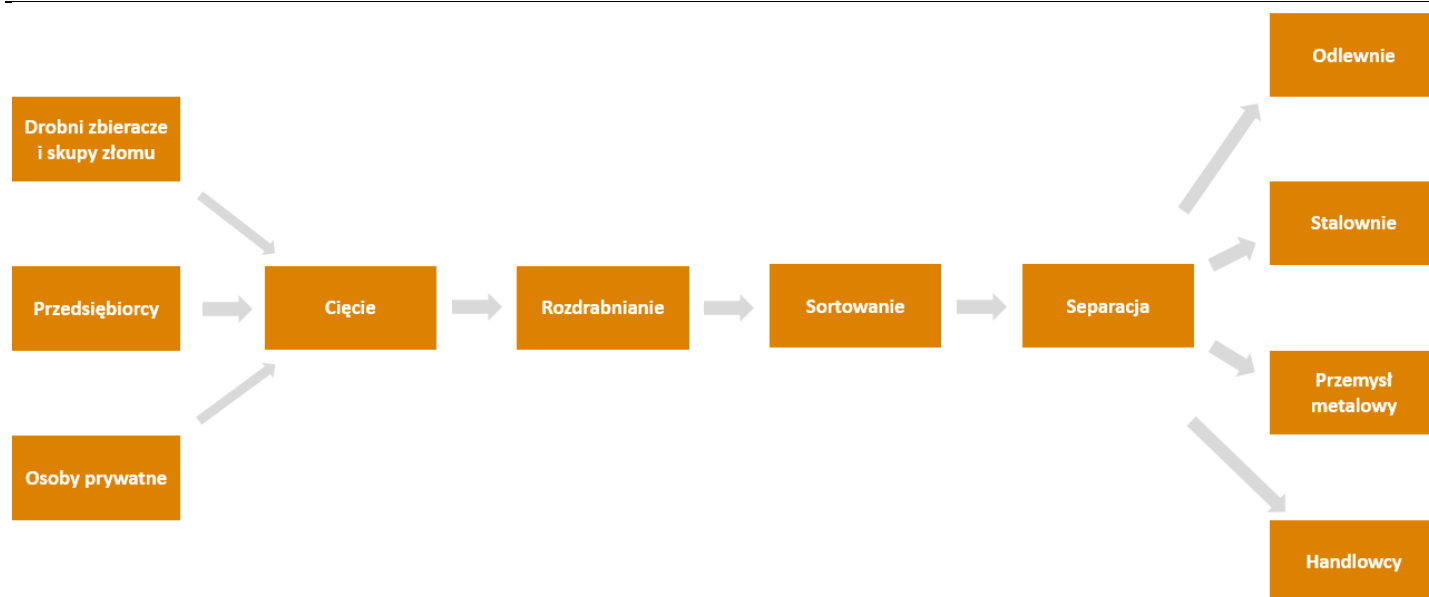 Drobni zbieracze
i skupy złomu
Przedsiębiorcy
Osoby prywatne
Cięcie
Rozdrabnianie
Sortowanie
Separacja
Odlewnie
Stalownie
Przemysł
metalowy
Handlowcy